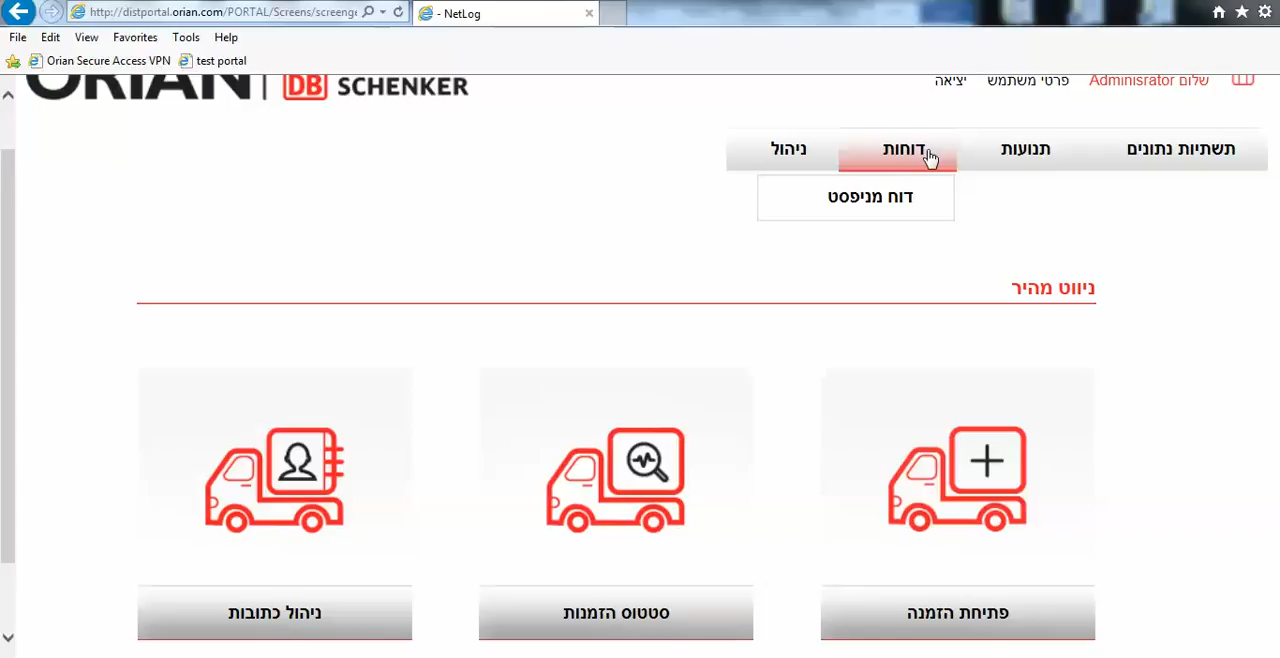 http://distportal.orian.com/PORTAL/Screens/screenge
- NetLog
File Edit View Favorites Tools Help
Orian Secure Access VPN test portal
ORIAN | DB SCHENKER
שלום Adminisrator פרטי משתמש יציאה
תשתיות נתונים תנועות דוחות ניהול
דוח מניפסט
ניווט מהיר
פתיחת הזמנה סטטוס הזמנות ניהול כתובות